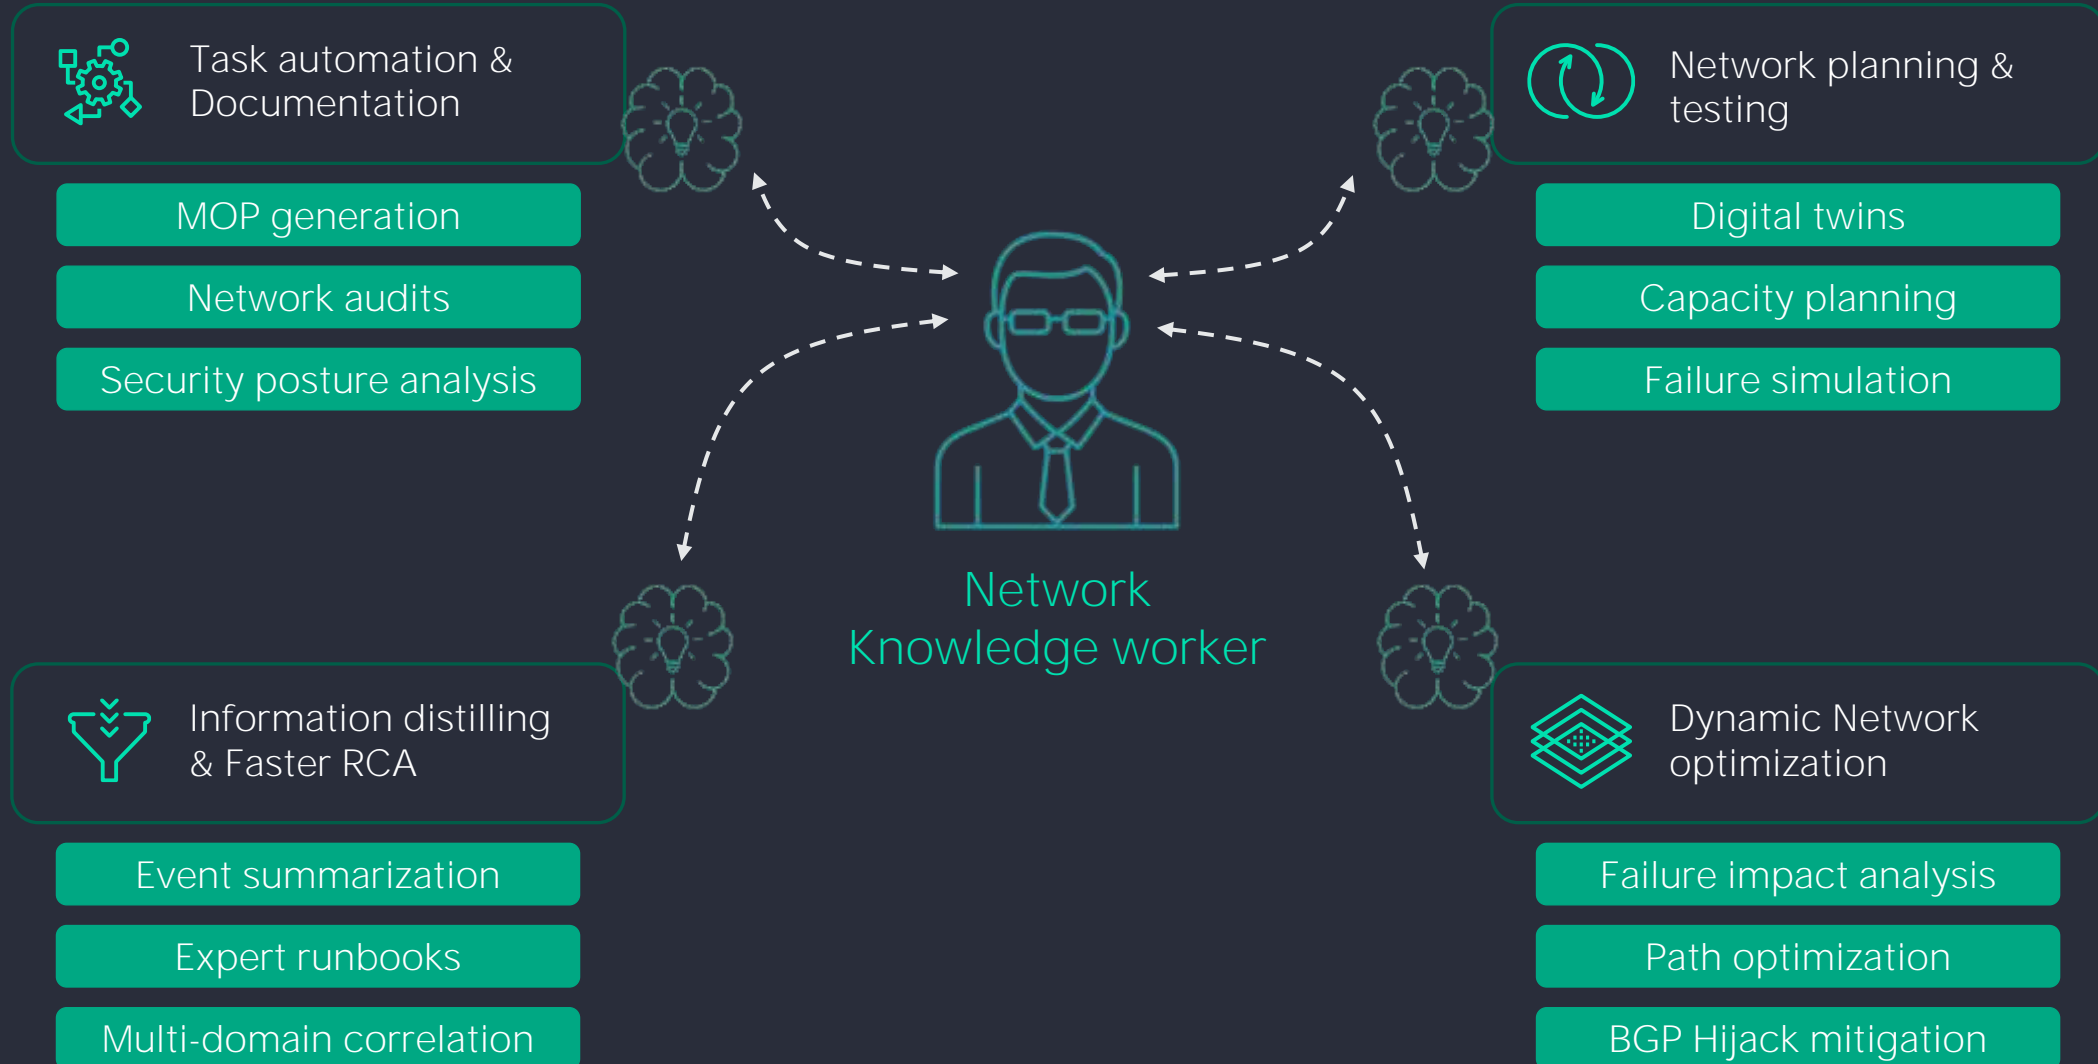 Task automation &
Documentation
MOP generation
Network audits
Security posture analysis
Network planning &
testing
Digital twins
Capacity planning
Failure simulation
Network
Knowledge worker
Information distilling
& Faster RCA
Event summarization
Expert runbooks
Multi-domain correlation
Dynamic Network
optimization
Failure impact analysis
Path optimization
BGP Hijack mitigation